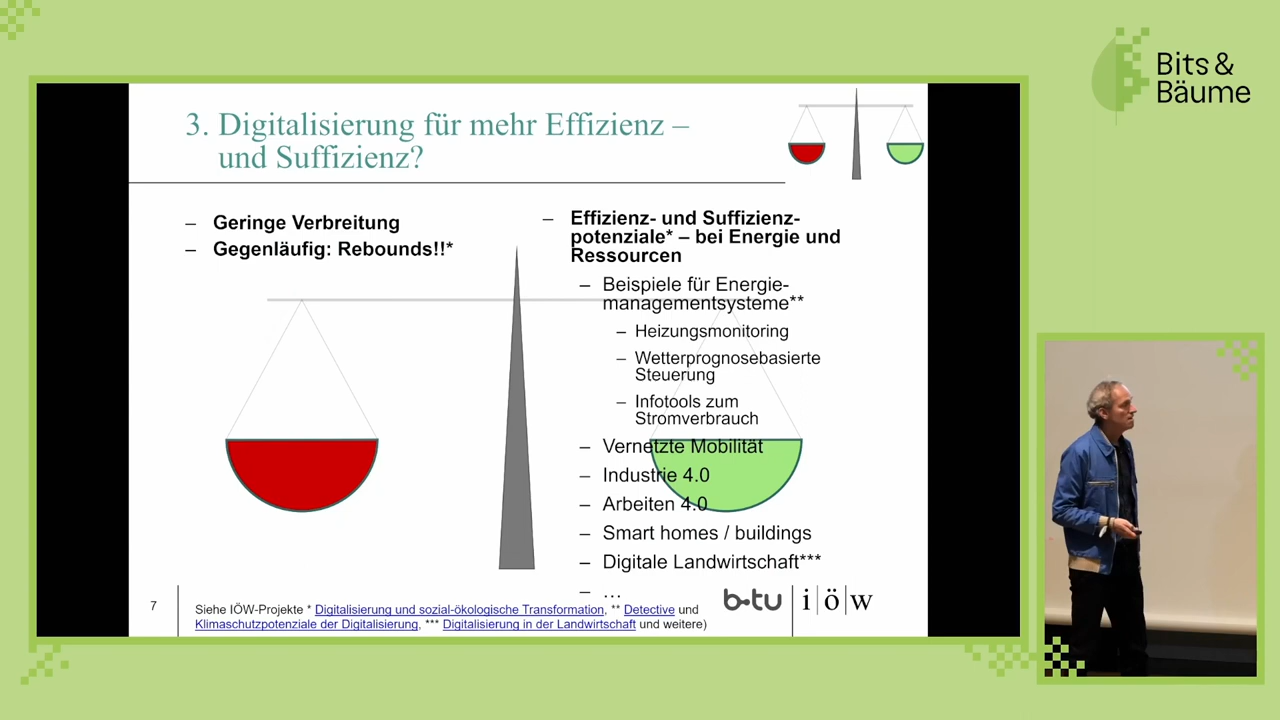 Bits &
Bäume
3. Digitalisierung für mehr Effizienz –
und Suffizienz?
– Geringe Verbreitung
– Gegenläufig: Rebounds!!*
– Effizienz- und Suffizienz-
potenziale* – bei Energie und
Ressourcen
– Beispiele für Energie-
managementsysteme**
– Heizungsmonitoring
– Wetterprognosebasierte
Steuerung
– Infotools zum
Stromverbrauch
– Vernetzte Mobilität
– Industrie 4.0
– Arbeiten 4.0
– Smart homes / buildings
– Digitale Landwirtschaft***
– …
7
Siehe IÖW-Projekte * Digitalisierung und sozial-ökologische Transformation, ** Detective und
Klimaschutzpotenziale der Digitalisierung, *** Digitalisierung in der Landwirtschaft und weitere)
b-tu
i|ö|w